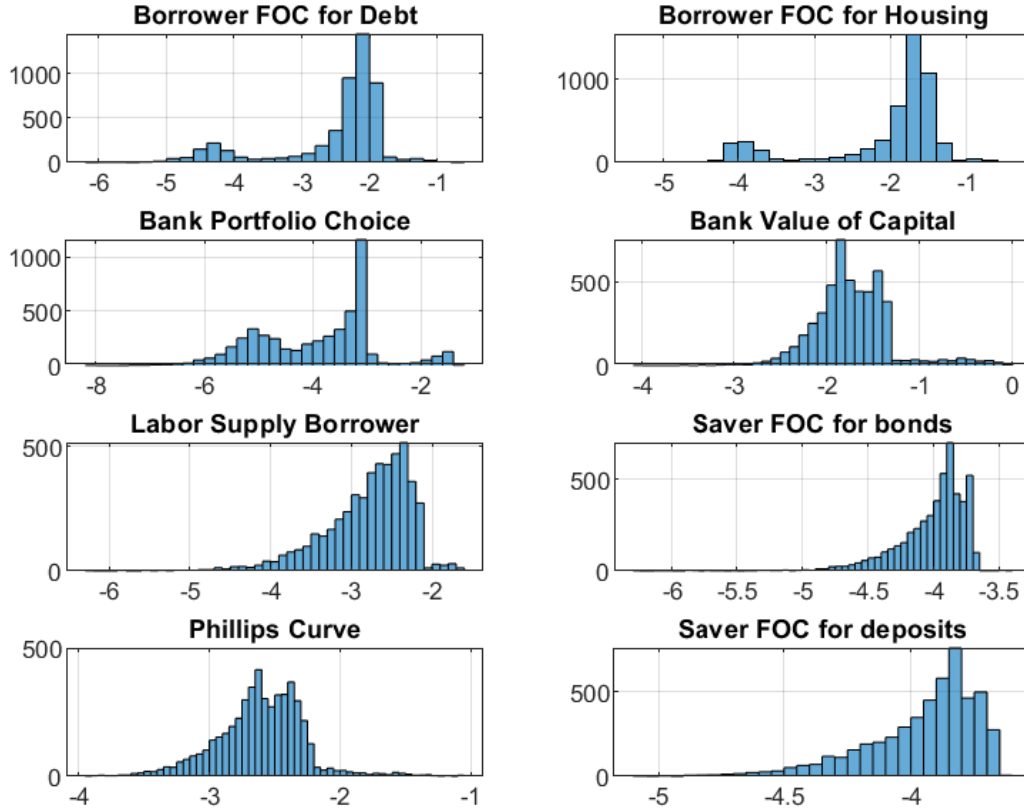 Borrower FOC for Debt
1000
500
0
-6 -5 -4 -3 -2 -1
Borrower FOC for Housing
1000
0
-5 -4 -3 -2 -1
Bank Portfolio Choice
1000
500
0
-8 -6 -4 -2
Bank Value of Capital
500
0
-4 -3 -2 -1 0
Labor Supply Borrower
500
0
-6 -5 -4 -3 -2
Saver FOC for bonds
500
0
-6 -5.5 -5 -4.5 -4 -3.5
Phillips Curve
500
0
-4 -3 -2 -1
Saver FOC for deposits
500
0
-5 -4.5 -4